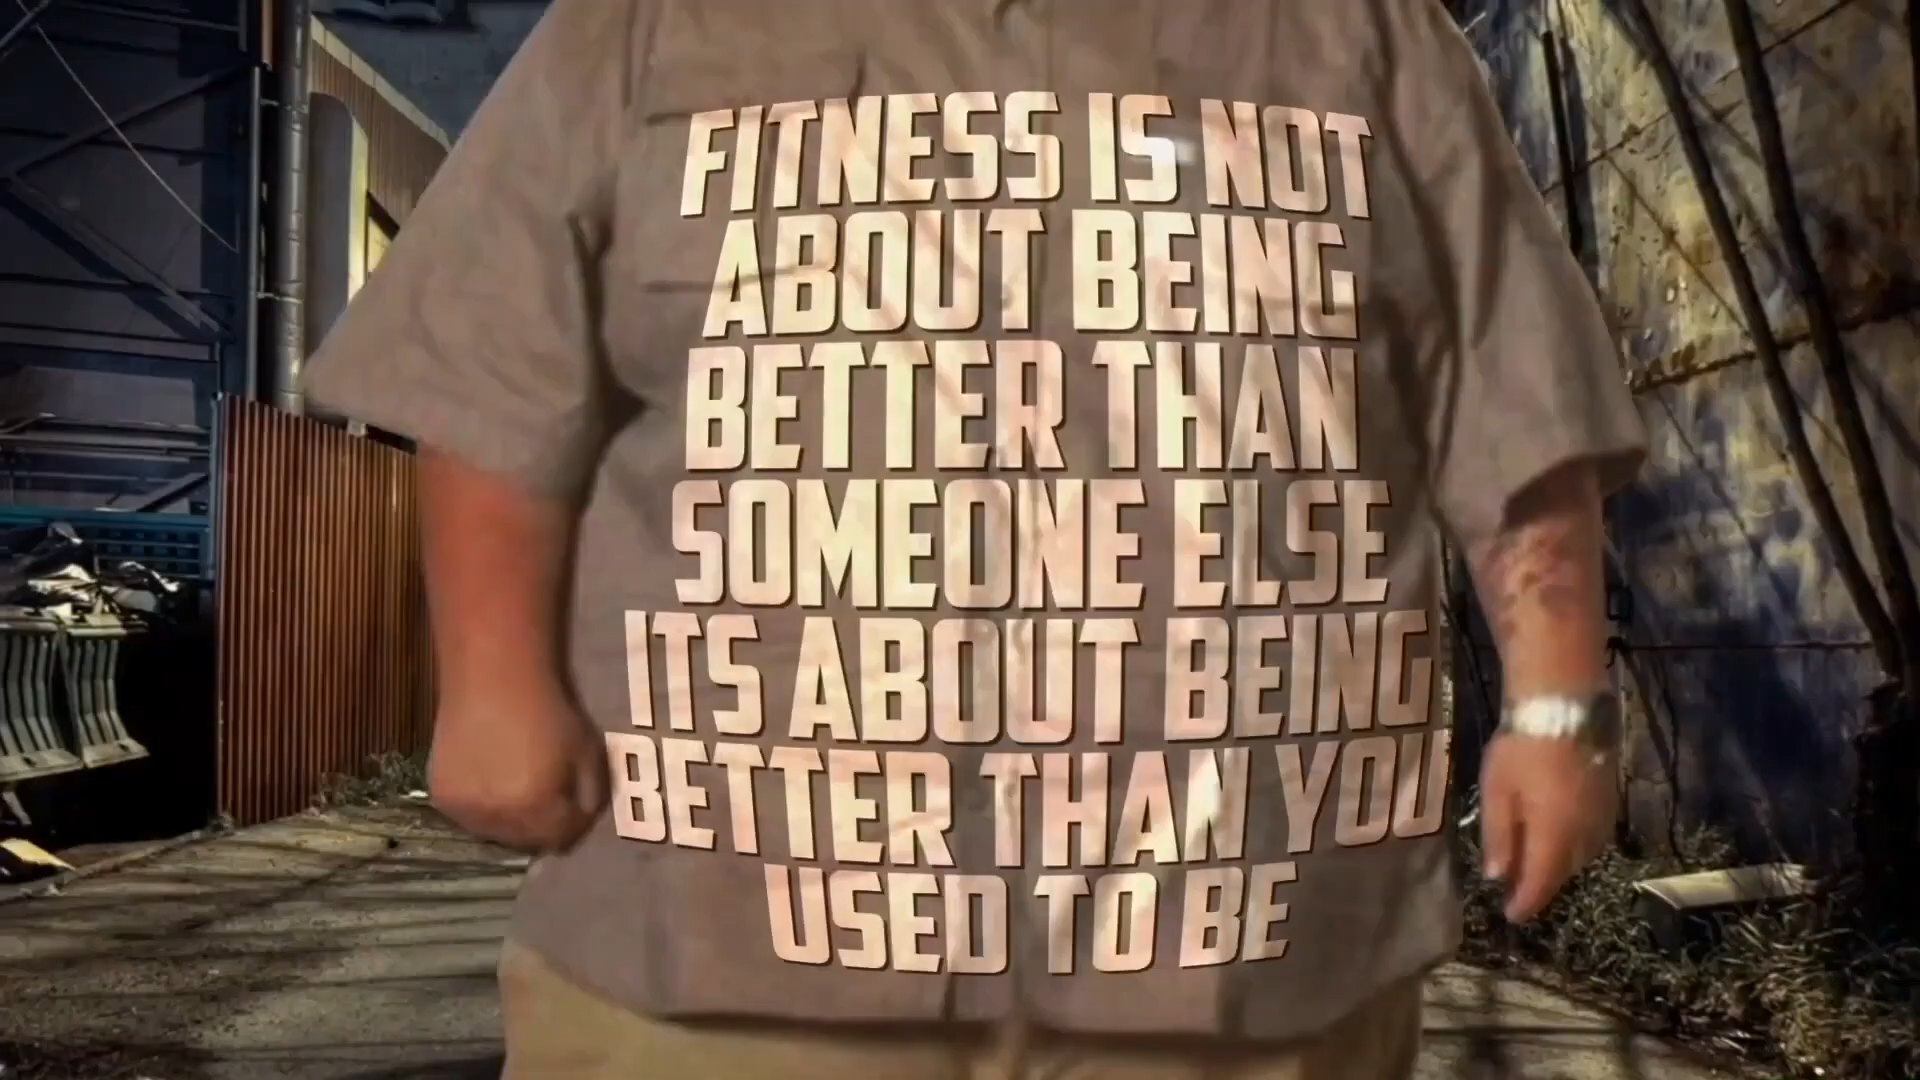 FITNESS IS NOT
ABOUT BEING
BETTER THAN
SOMEONE ELSE
ITS ABOUT BEING
BETTER THAN YOU
USED TO BE